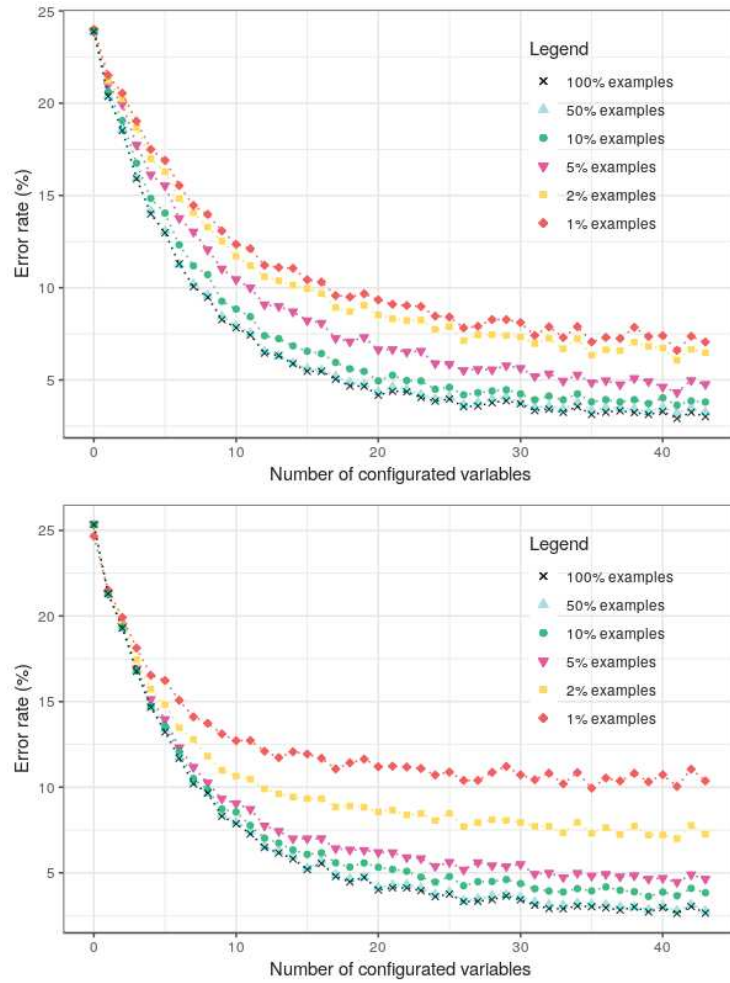 25
20
15
10
5
Error rate (%)
Legend
100% examples
50% examples
10% examples
5% examples
2% examples
1% examples
0 10 20 30 40
Number of configurated variables
25
20
15
10
5
Error rate (%)
Legend
100% examples
50% examples
10% examples
5% examples
2% examples
1% examples
0 10 20 30 40
Number of configurated variables